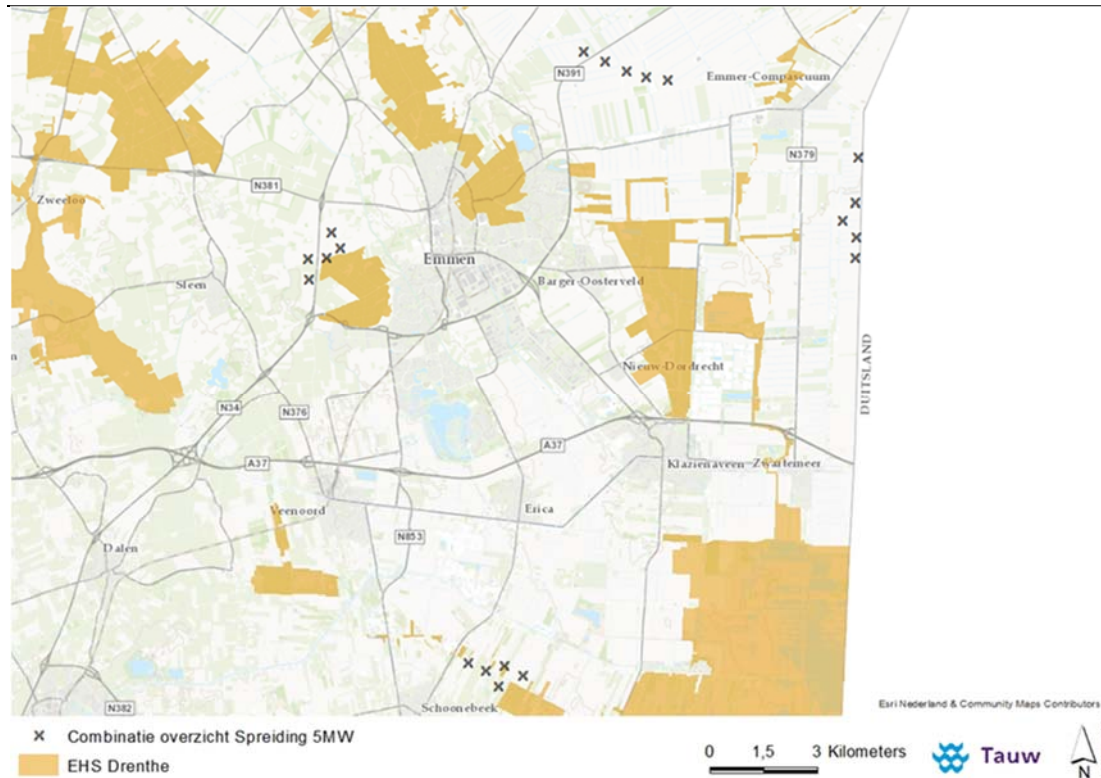 N391
Emmer-Compascuum
N379
N381
Zweeloo
Emmen
Sleen
Barger-Oosterveld
Nieuw-Dordrecht
DUITSLAND
N34
N376
A37
A37
Klazienaveen
Zwartemeer
Veenoord
Erica
N853
Dalen
Schoonebeek
N382
Esri Nederland & Community Maps Contributors
Combinatie overzicht Spreiding 5MW
EHS Drenthe
0 1,5 3 Kilometers
Tauw
N